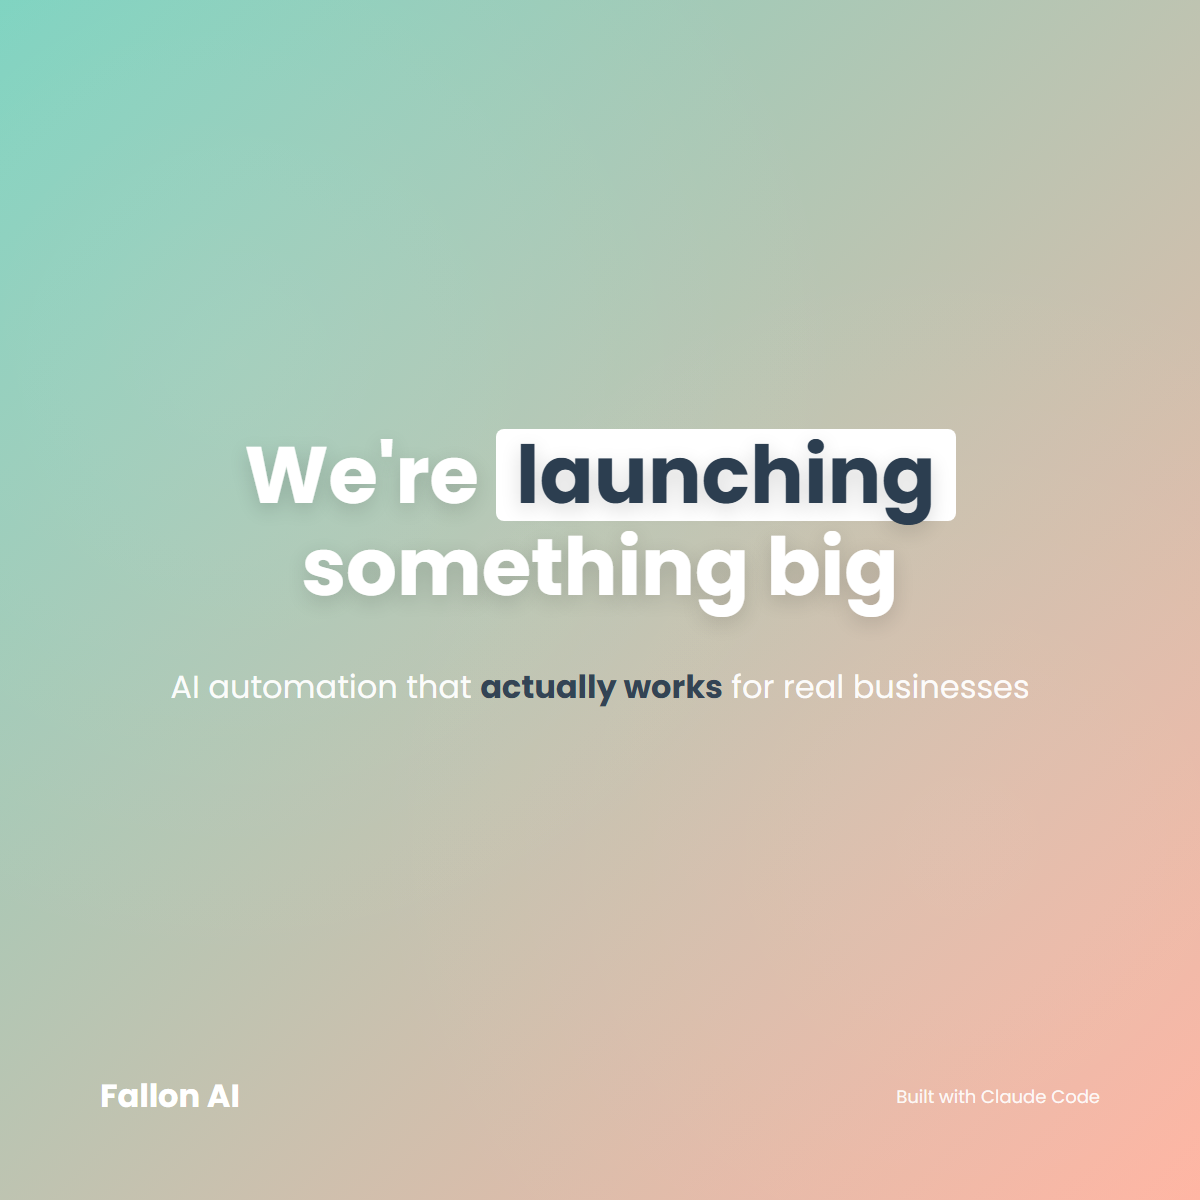 We're launching
something big
AI automation that actually works for real businesses
Fallon AI
Built with Claude Code